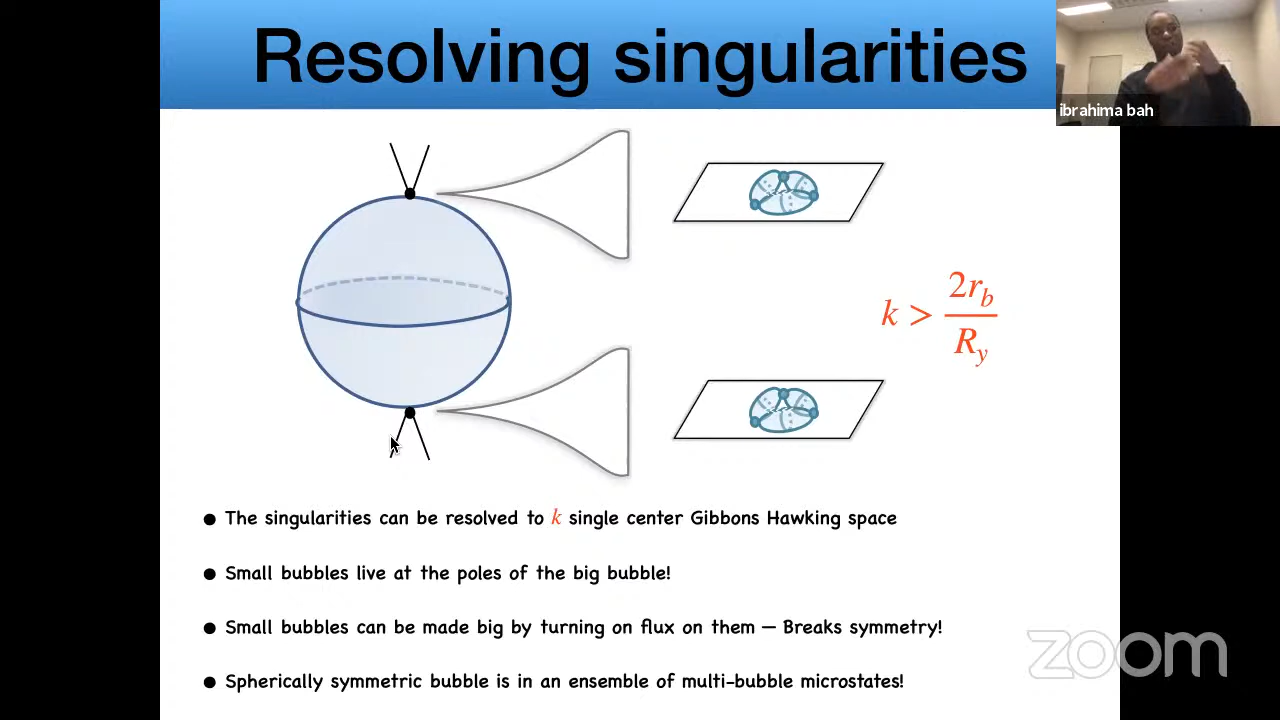 Resolving singularities
ibrahima bah
k > 2r_b / R_y
● The singularities can be resolved to k single center Gibbons Hawking space
● Small bubbles live at the poles of the big bubble!
● Small bubbles can be made big by turning on flux on them – Breaks symmetry!
● Spherically symmetric bubble is in an ensemble of multi-bubble microstates!
zoom